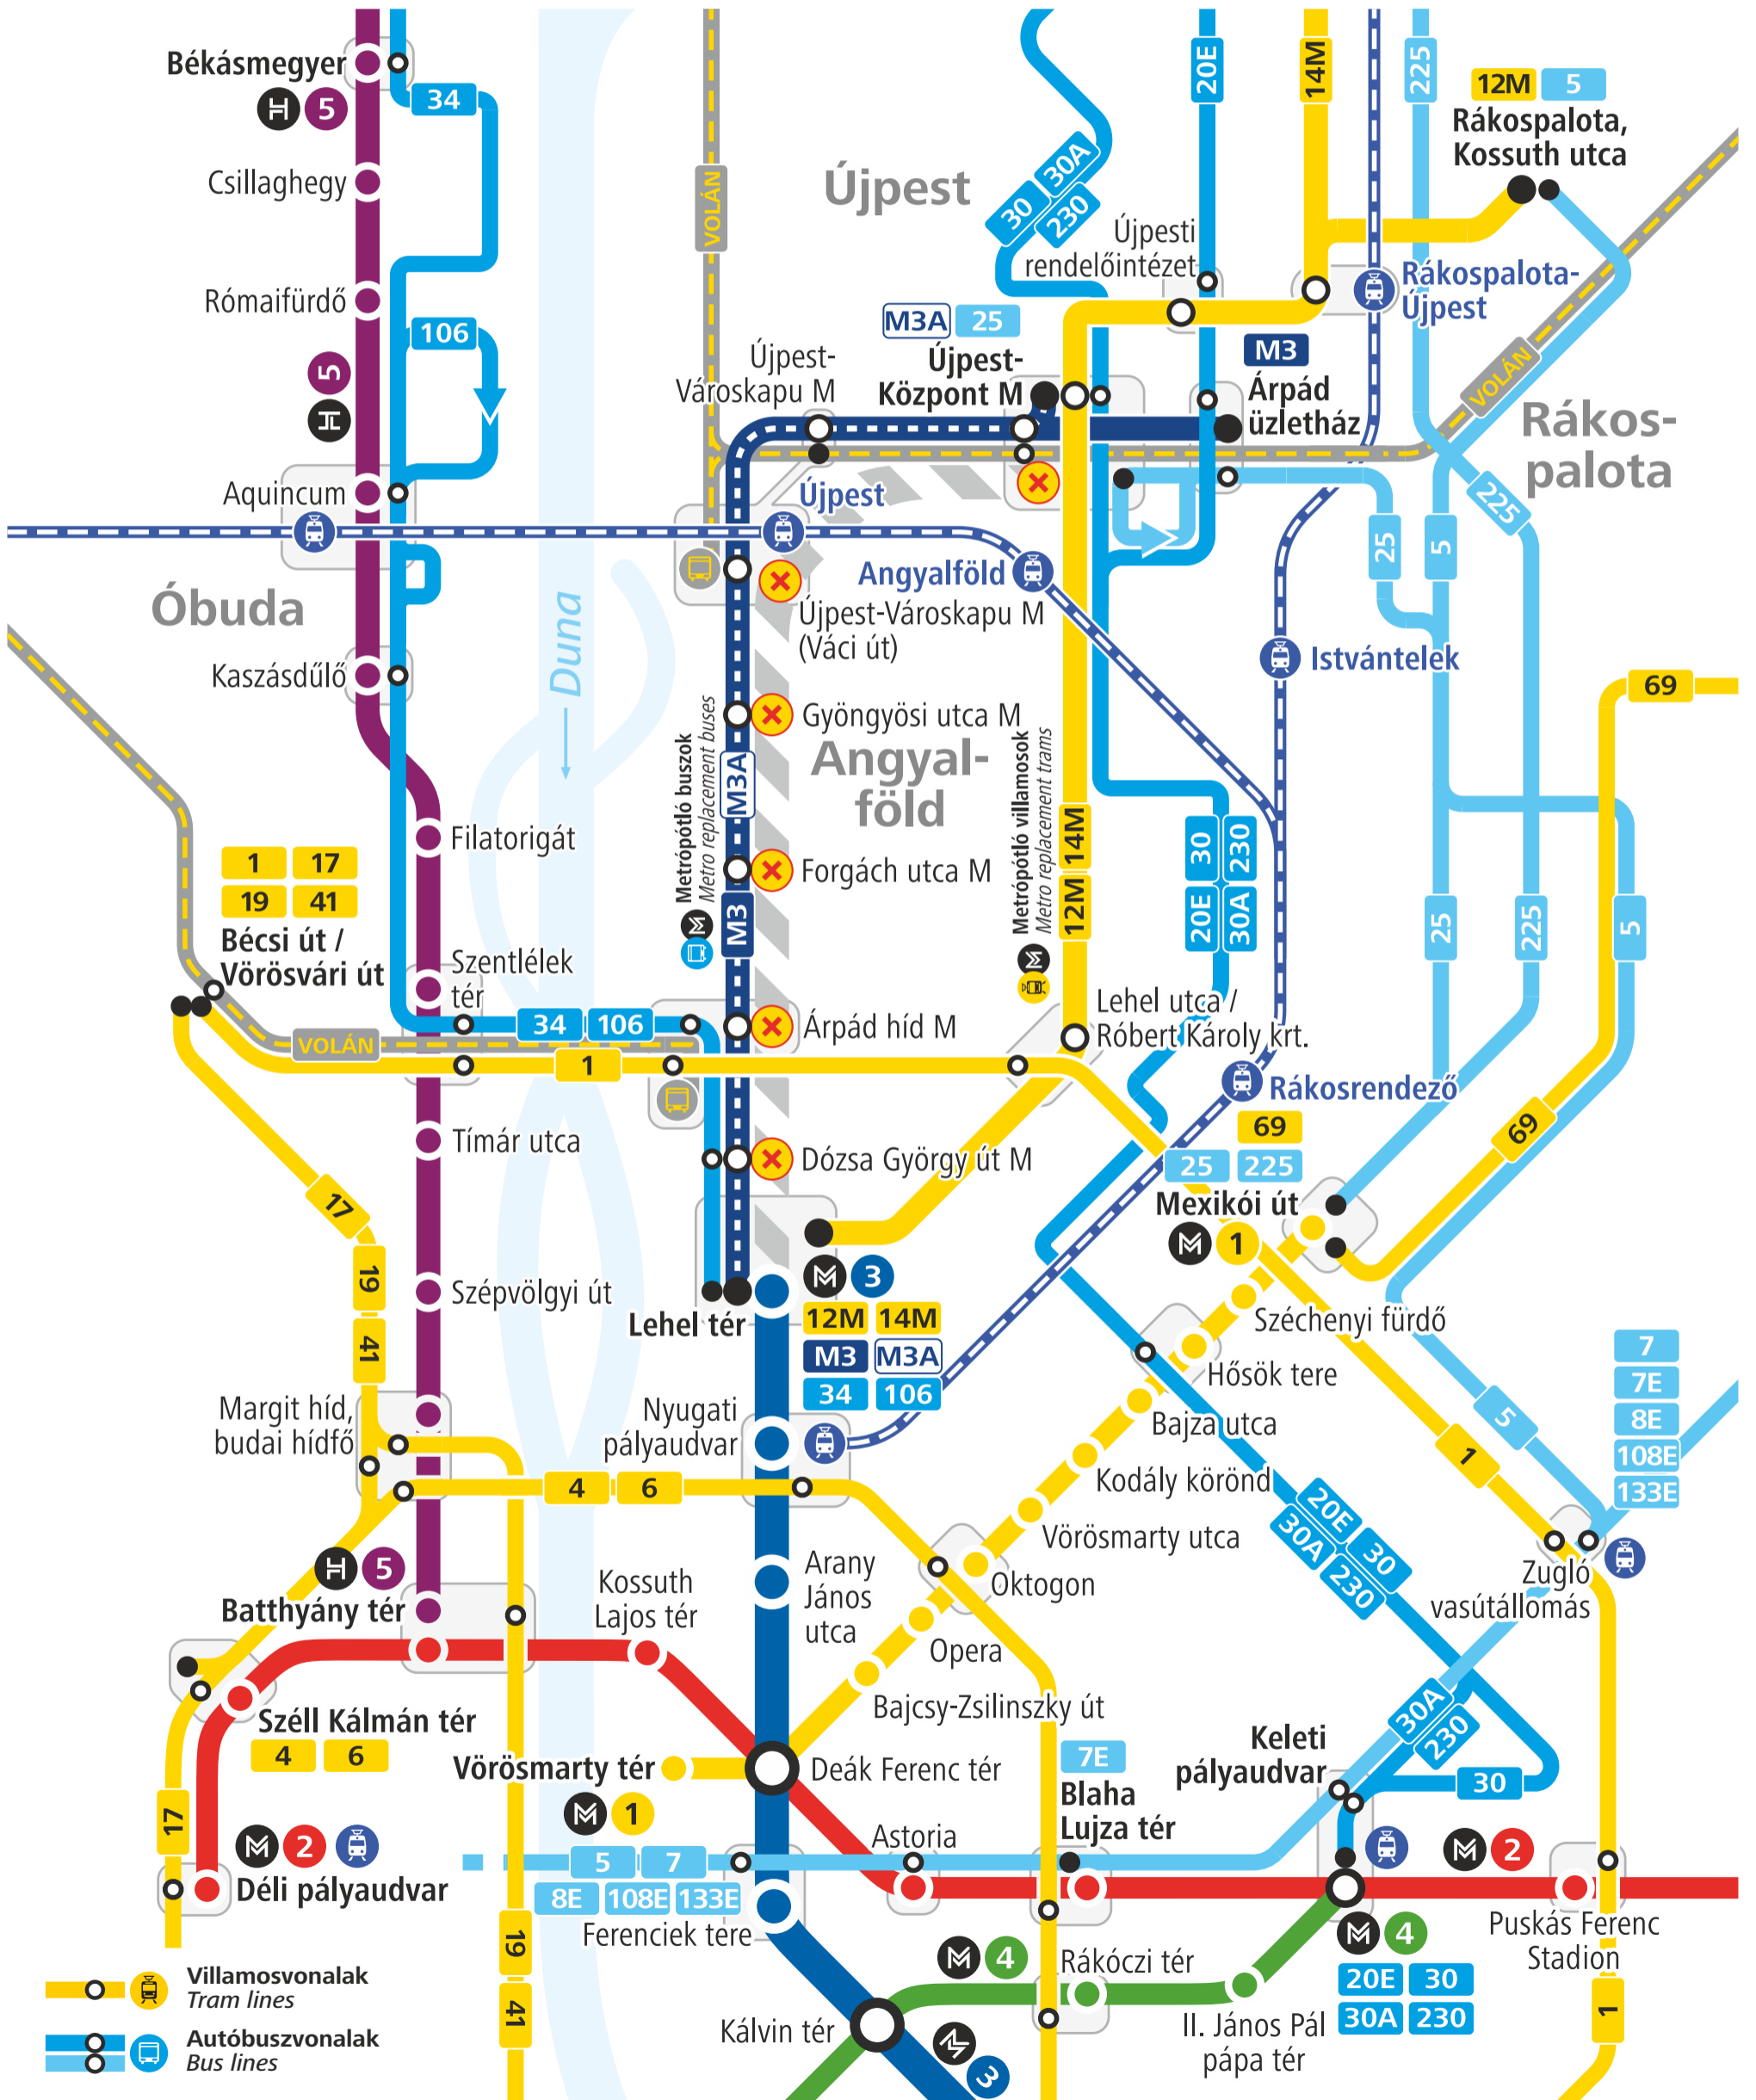 Békásmegyer
H 5
34
Csillaghegy
Rómaifürdő
106
5
H
Aquincum
Óbuda
Kaszásdűlő
Duna
VOLÁN
Újpest
30
30A
230
20E
14M
225
12M 5
Rákospalota,
Kossuth utca
Újpesti
rendelőintézet
Rákospalota-
Újpest
M3A 25
Újpest-
Központ M
Újpest-
Városkapu M
M3
Árpád
üzletház
VOLÁN
Rákos-
palota
225
Újpest
25
5
Angyalföld
Újpest-Városkapu M
(Váci út)
Istvántelek
69
Gyöngyösi utca M
Angyal-
föld
Metrópótló buszok
Metro replacement buses
M3A
M3
Metrópótló villamosok
Metro replacement trams
12M 14M
Forgách utca M
20E 30
30A 230
25
225
5
Filatorigát
1 17
19 41
Bécsi út /
Vörösvári út
Szentlélek
tér
34 106
VOLÁN
1
Árpád híd M
Lehel utca /
Róbert Károly krt.
Rákosrendező
69
25 225
Mexikói út
M 1
69
Tímár utca
Dózsa György út M
17
19
41
Szépvölgyi út
Lehel tér
M 3
12M 14M
M3 M3A
34 106
Széchenyi fürdő
Hősök tere
Bajza utca
Kodály körönd
Vörösmarty utca
Oktogon
Opera
Bajcsy-Zsilinszky út
5
1
7
7E
8E
108E
133E
Margit híd,
budai hídfő
Nyugati
pályaudvar
4 6
20E 30
30A 230
Zugló
vasútállomás
H 5
Batthyány tér
Kossuth
Lajos tér
Arany
János
utca
Széll Kálmán tér
4 6
Vörösmarty tér
M 1
Deák Ferenc tér
17
M 2
Déli pályaudvar
30A
230
Keleti
pályaudvar
30
7E
Blaha
Lujza tér
Astoria
5 7
8E 108E 133E
Ferenciek tere
M 2
Puskás Ferenc
Stadion
M 4
20E 30
30A 230
M 4
Rákóczi tér
II. János Pál
pápa tér
Kálvin tér
M 3
19
41
1
Villamosvonalak
Tram lines
Autóbuszvonalak
Bus lines